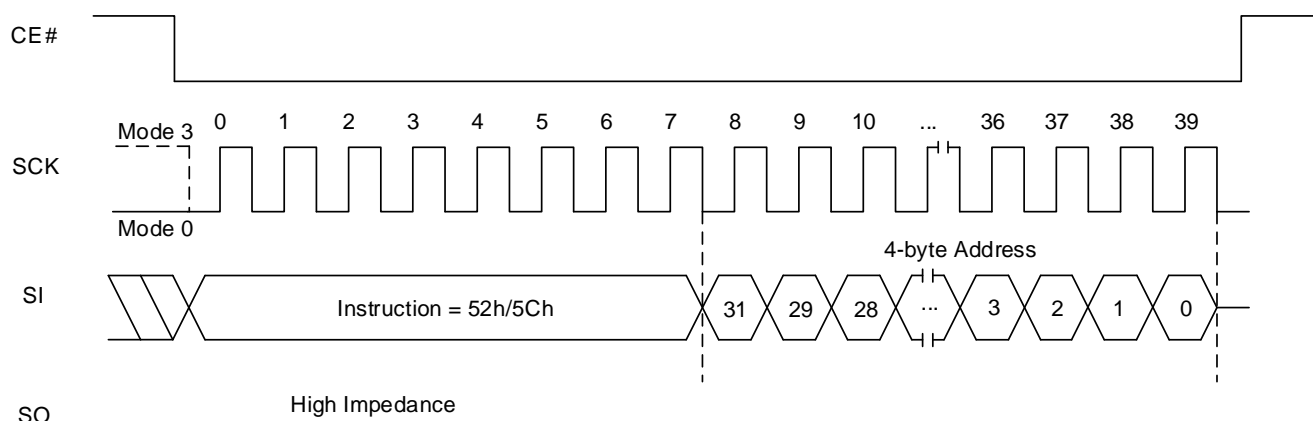 CE#
Mode 3
0 1 2 3 4 5 6 7 8 9 10 ... 36 37 38 39
SCK
Mode 0
4-byte Address
SI
Instruction = 52h/5Ch
31 29 28 ... 3 2 1 0
High Impedance
SO